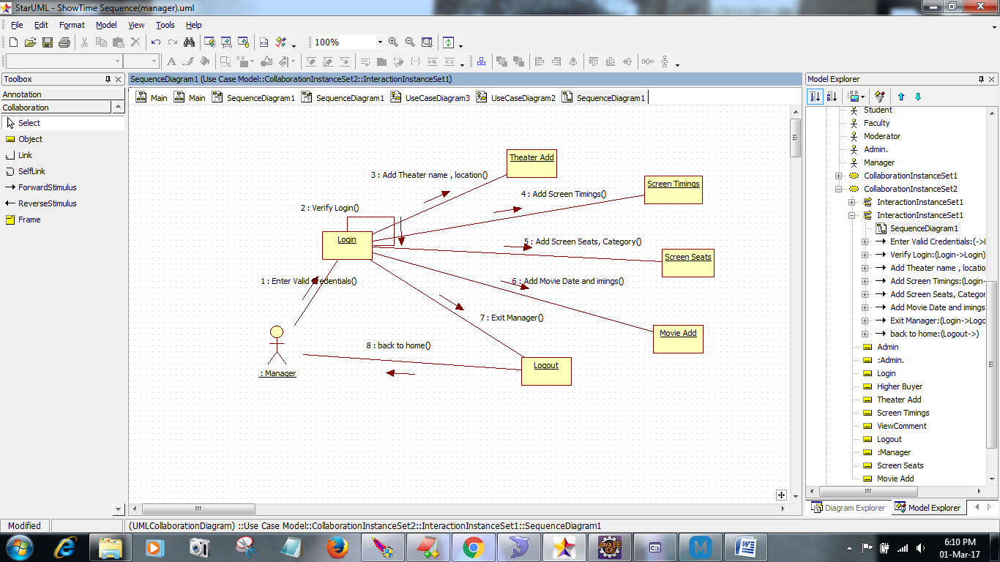 StarUML - ShowTime Sequence(manager).uml
File Edit Format Model View Tools Help
100%
Toolbox
SequenceDiagram1 (Use Case Model::CollaborationInstanceSet2::InteractionInstanceSet1)
Model Explorer
Annotation
Collaboration
Select
Object
Link
SelfLink
ForwardStimulus
ReverseStimulus
Frame
Main Main SequenceDiagram1 SequenceDiagram1 UseCaseDiagram3 UseCaseDiagram2 SequenceDiagram1
Theater Add
3 : Add Theater name , location()
Screen Timings
4 : Add Screen Timings()
2 : Verify Login()
Login
5 : Add Screen Seats, Category()
Screen Seats
1 : Enter Valid Credentials()
6 : Add Movie Date and imings()
7 : Exit Manager()
Movie Add
8 : back to home()
Logout
: Manager
Student
Faculty
Moderator
Admin.
Manager
CollaborationInstanceSet1
CollaborationInstanceSet2
InteractionInstanceSet1
InteractionInstanceSet1
SequenceDiagram1
Enter Valid Credentials:(->L
Verify Login:(Login->Login)
Add Theater name , locatio
Add Screen Timings:(Login-
Add Screen Seats, Categor
Add Movie Date and imings
Exit Manager:(Login->Logo
back to home:(Logout->)
Admin
:Admin.
Login
Higher Buyer
Theater Add
Screen Timings
ViewComment
Logout
:Manager
Screen Seats
Movie Add
Diagram Explorer Model Explorer
Modified
(UMLCollaborationDiagram) ::Use Case Model::CollaborationInstanceSet2::InteractionInstanceSet1::SequenceDiagram1
Java EE
IDE
6:10 PM
01-Mar-17